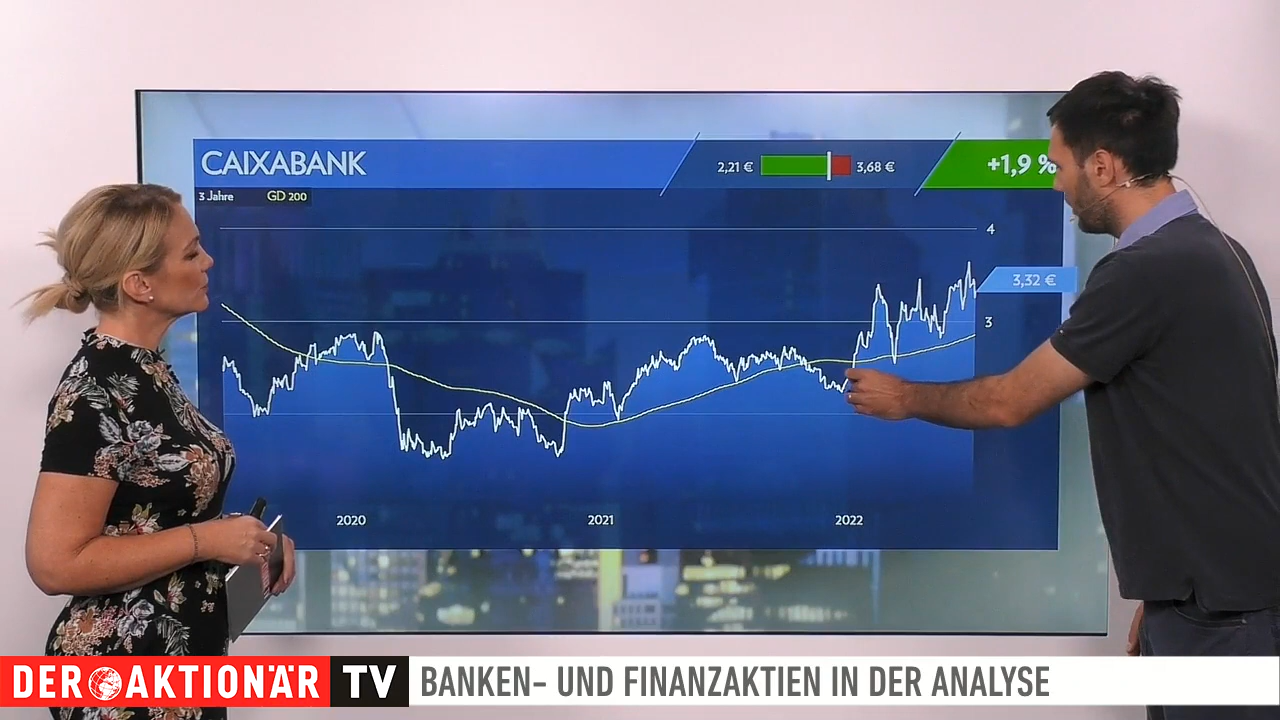 CAIXABANK
2,21 €
3,68 €
+1,9 %
3 Jahre
GD 200
4
3,32 €
3
2020
2021
2022
DER AKTIONÄR TV
BANKEN- UND FINANZAKTIEN IN DER ANALYSE